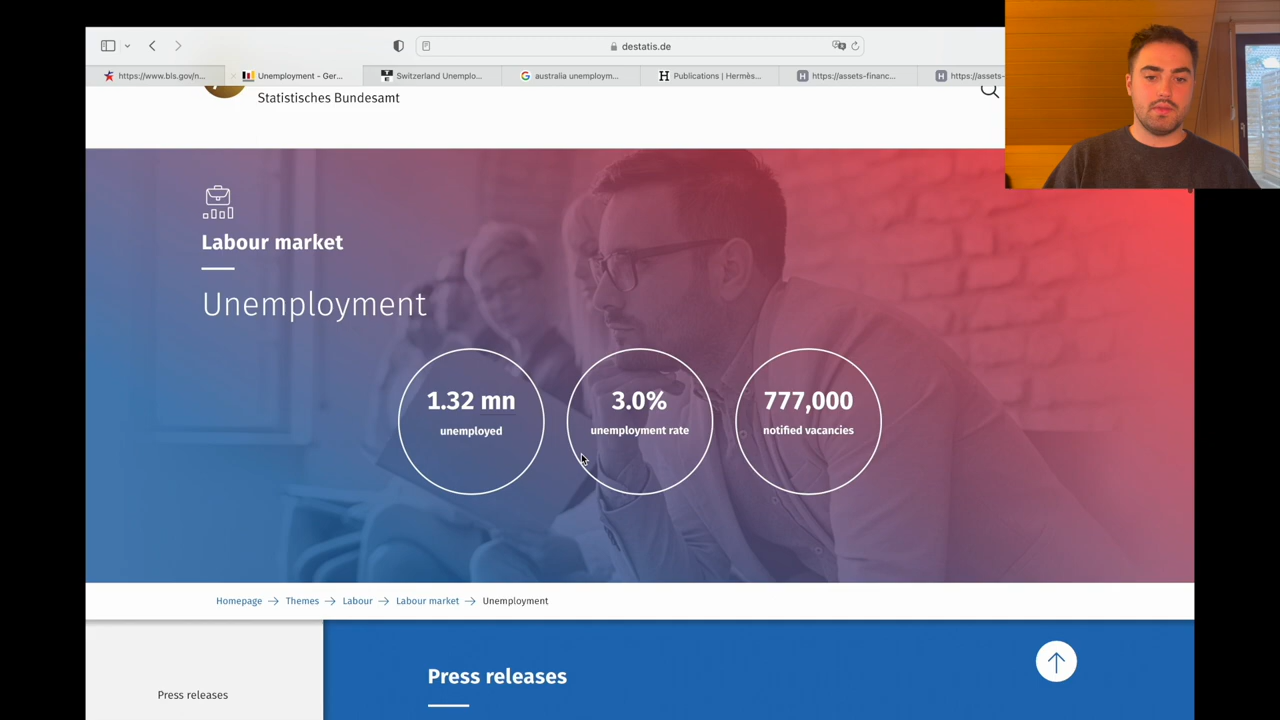 destatis.de
https://www.bls.gov/n...
Unemployment - Ger...
Switzerland Unemplo...
australia unemploym...
Publications | Hermès...
https://assets-financ...
https://assets-
Statistisches Bundesamt
Labour market
Unemployment
1.32 mn
unemployed
3.0%
unemployment rate
777,000
notified vacancies
Homepage
Themes
Labour
Labour market
Unemployment
Press releases
Press releases